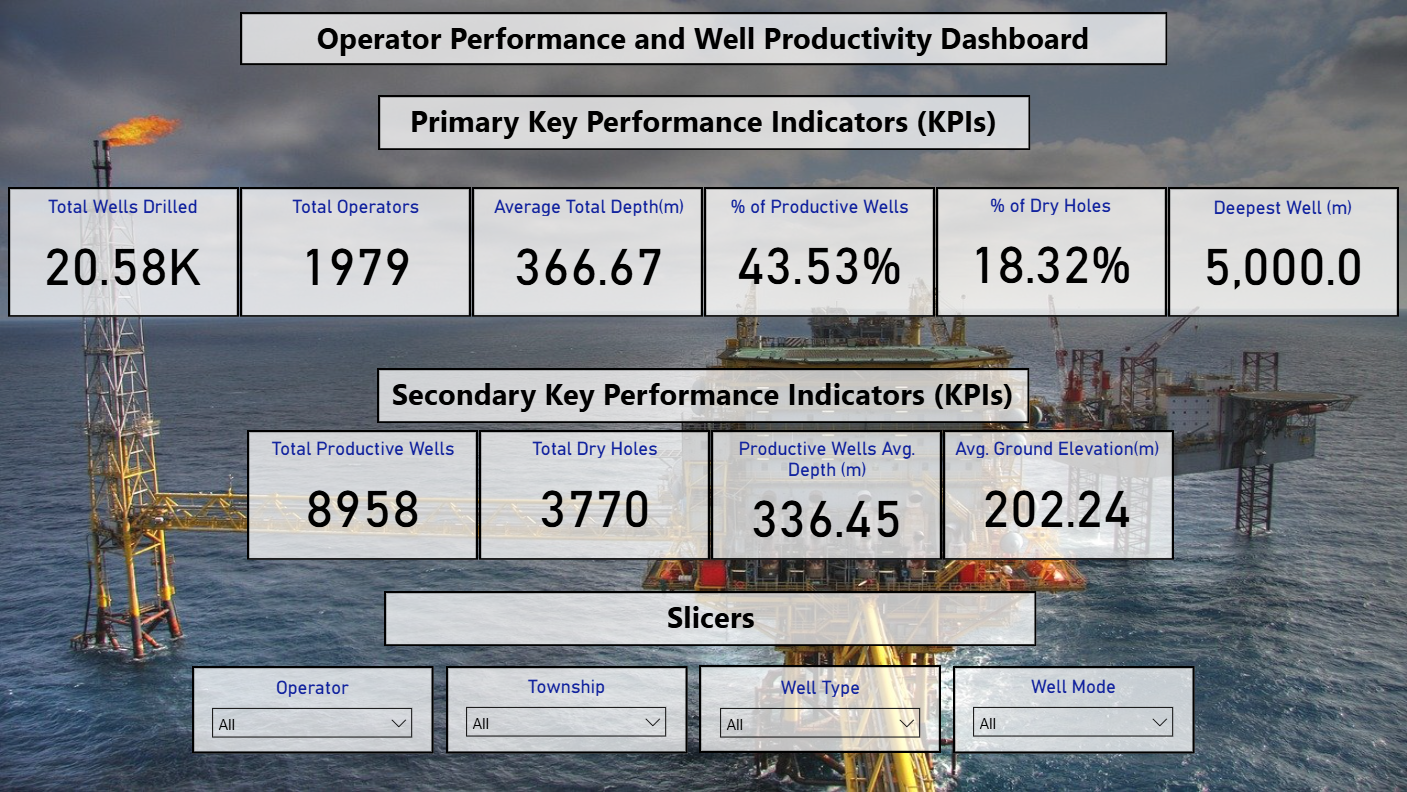 Operator Performance and Well Productivity Dashboard
Primary Key Performance Indicators (KPIs)
Total Wells Drilled
20.58K
Total Operators
1979
Average Total Depth(m)
366.67
% of Productive Wells
43.53%
% of Dry Holes
18.32%
Deepest Well (m)
5,000.0
Secondary Key Performance Indicators (KPIs)
Total Productive Wells
8958
Total Dry Holes
3770
Productive Wells Avg.
Depth (m)
336.45
Avg. Ground Elevation(m)
202.24
Slicers
Operator
All
Township
All
Well Type
All
Well Mode
All